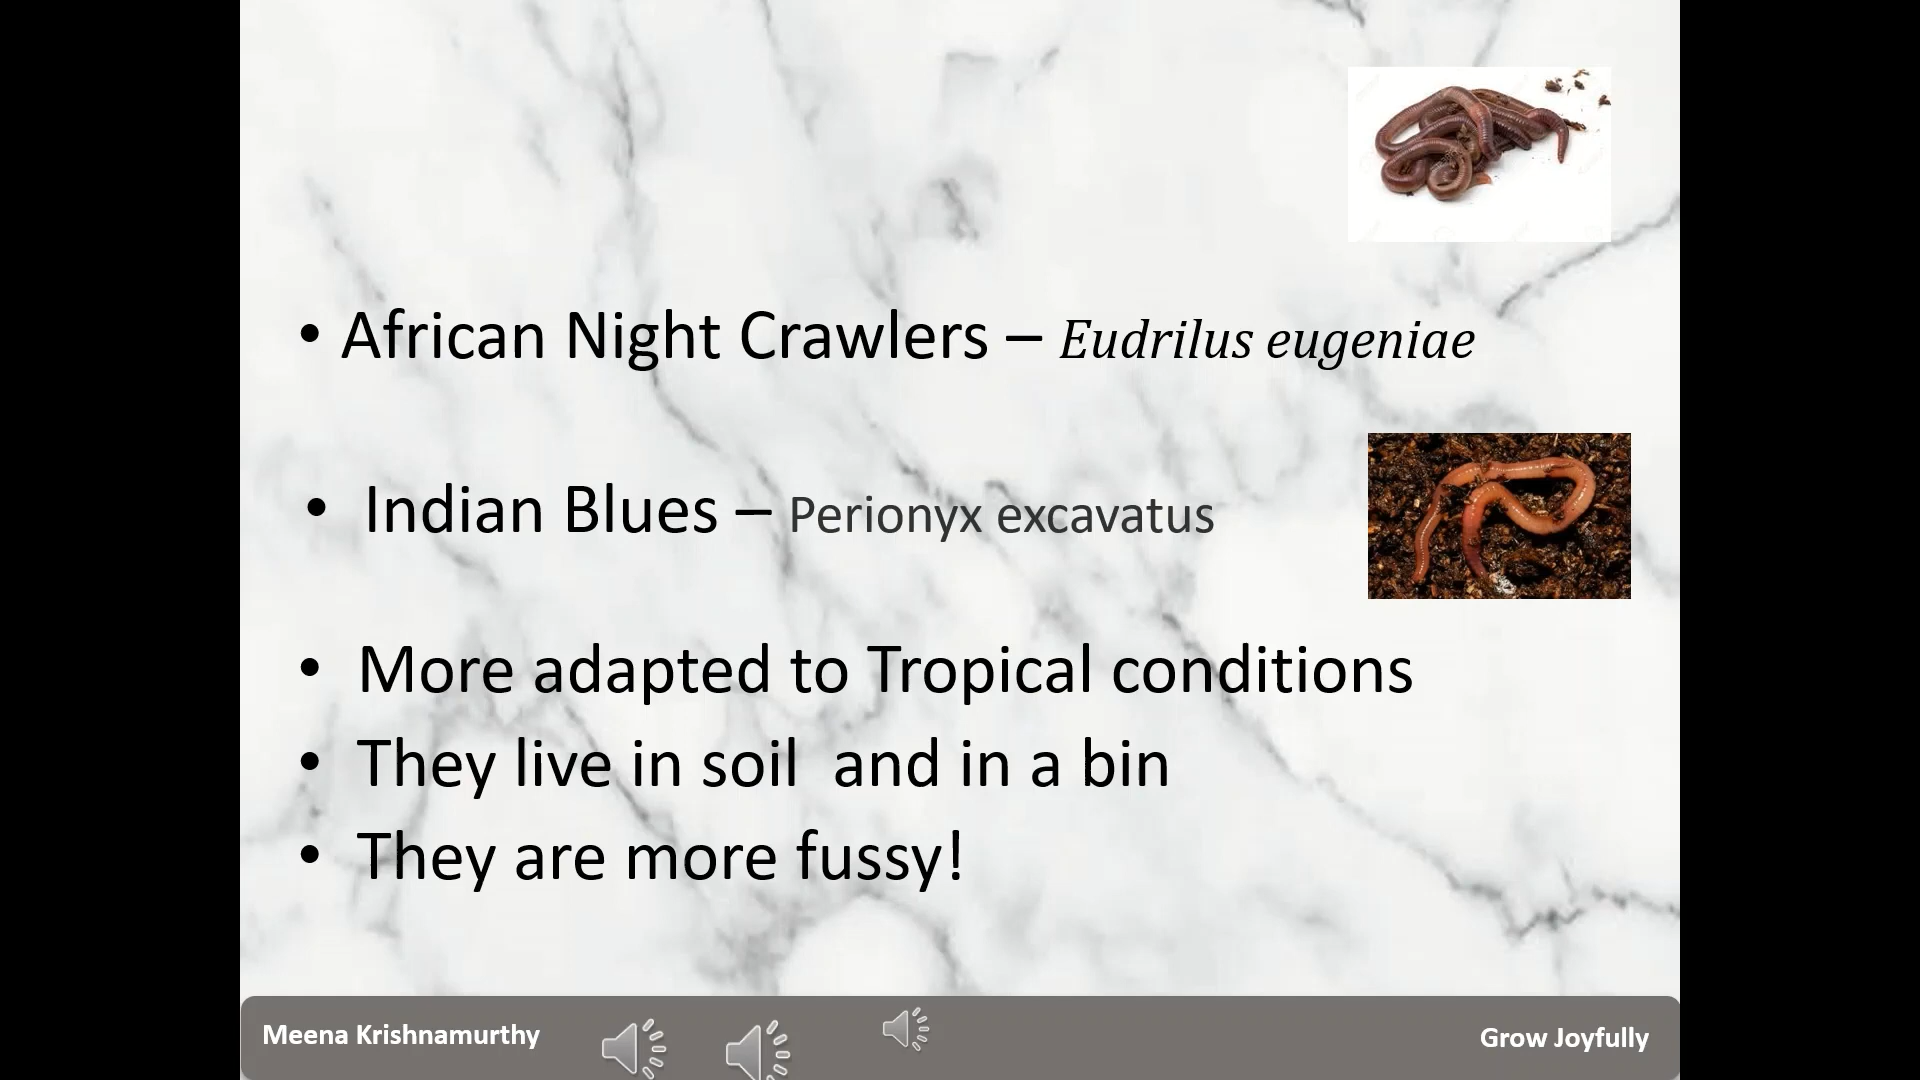 • African Night Crawlers – Eudrilus eugeniae
• Indian Blues – Perionyx excavatus
• More adapted to Tropical conditions
• They live in soil  and in a bin
• They are more fussy!
Meena Krishnamurthy
Grow Joyfully